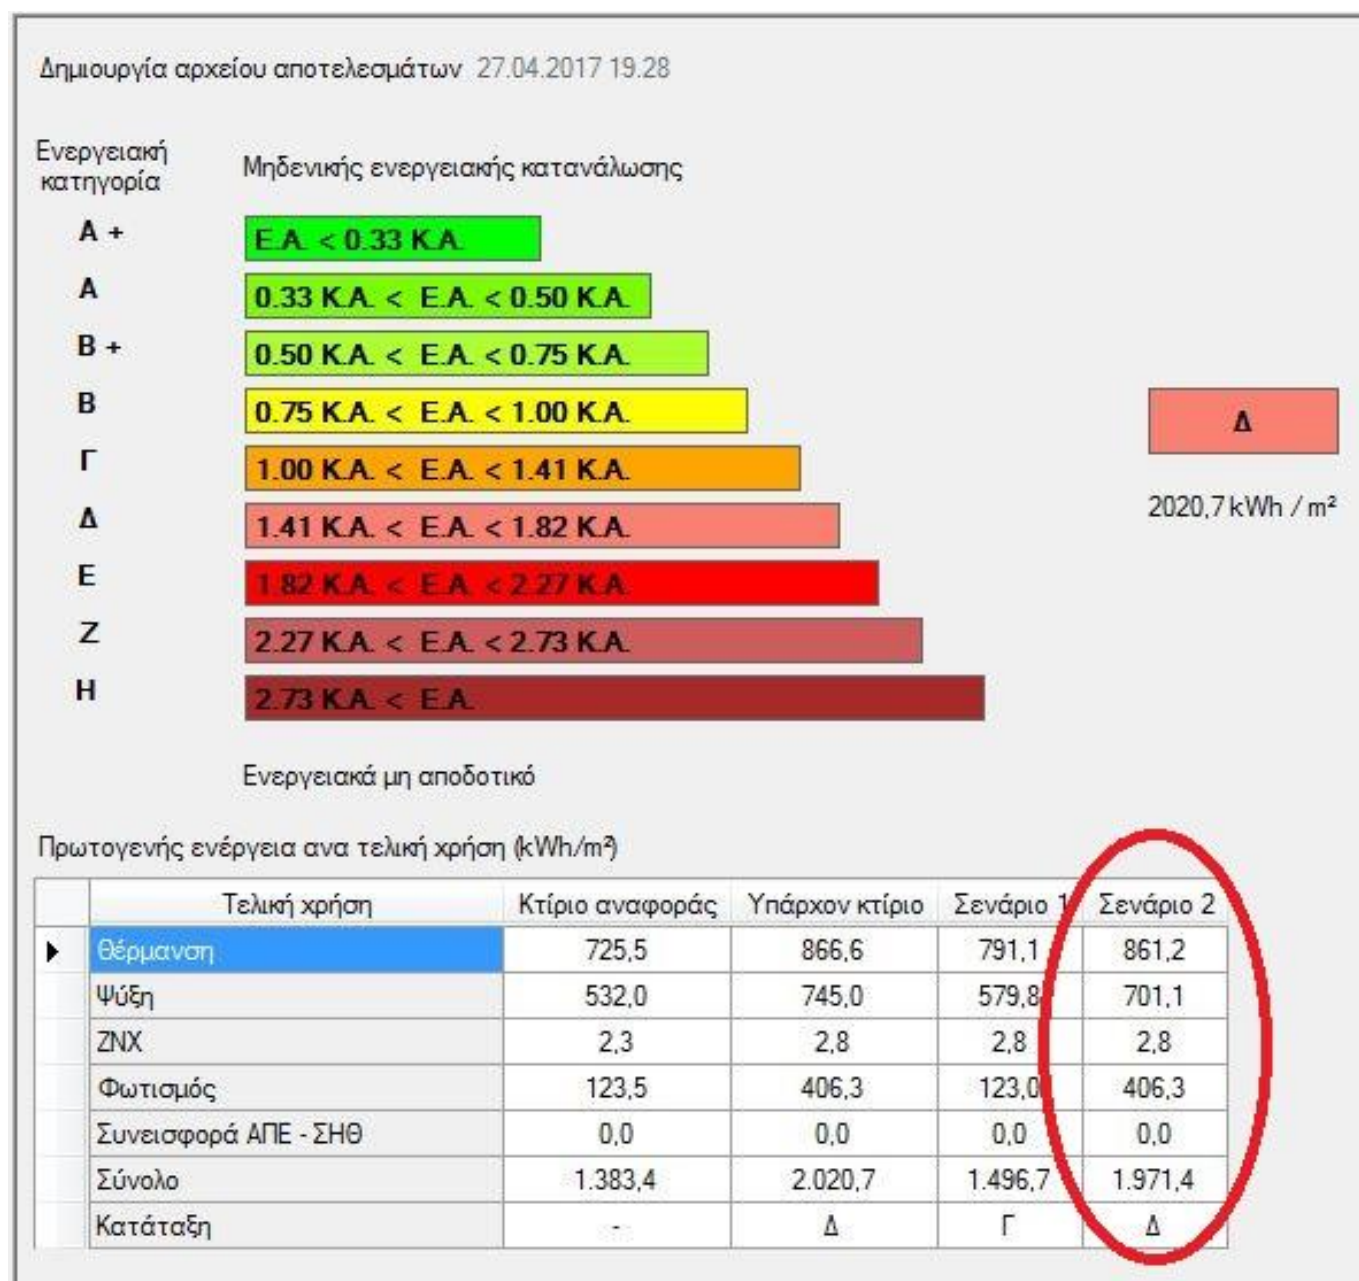 Δημιουργία αρχείου αποτελεσμάτων 27.04.2017 19.28
Ενεργειακή
κατηγορία
Μηδενικής ενεργειακής κατανάλωσης
A + E.A. < 0.33 K.A.
A 0.33 K.A. < E.A. < 0.50 K.A.
B + 0.50 K.A. < E.A. < 0.75 K.A.
B 0.75 K.A. < E.A. < 1.00 K.A.
Γ 1.00 K.A. < E.A. < 1.41 K.A.
Δ 1.41 K.A. < E.A. < 1.82 K.A.
E 1.82 K.A. < E.A. < 2.27 K.A.
Z 2.27 K.A. < E.A. < 2.73 K.A.
H 2.73 K.A. < E.A.
Δ
2020,7 kWh / m²
Ενεργειακά μη αποδοτικό
Πρωτογενής ενέργεια ανα τελική χρήση (kWh/m²)
Τελική χρήση Κτίριο αναφοράς Υπάρχον κτίριο Σενάριο 1 Σενάριο 2
Θέρμανση 725,5 866,6 791,1 861,2
Ψύξη 532,0 745,0 579,8 701,1
ΖΝΧ 2,3 2,8 2,8 2,8
Φωτισμός 123,5 406,3 123,0 406,3
Συνεισφορά ΑΠΕ - ΣΗΘ 0,0 0,0 0,0 0,0
Σύνολο 1.383,4 2.020,7 1.496,7 1.971,4
Κατάταξη - Δ Γ Δ